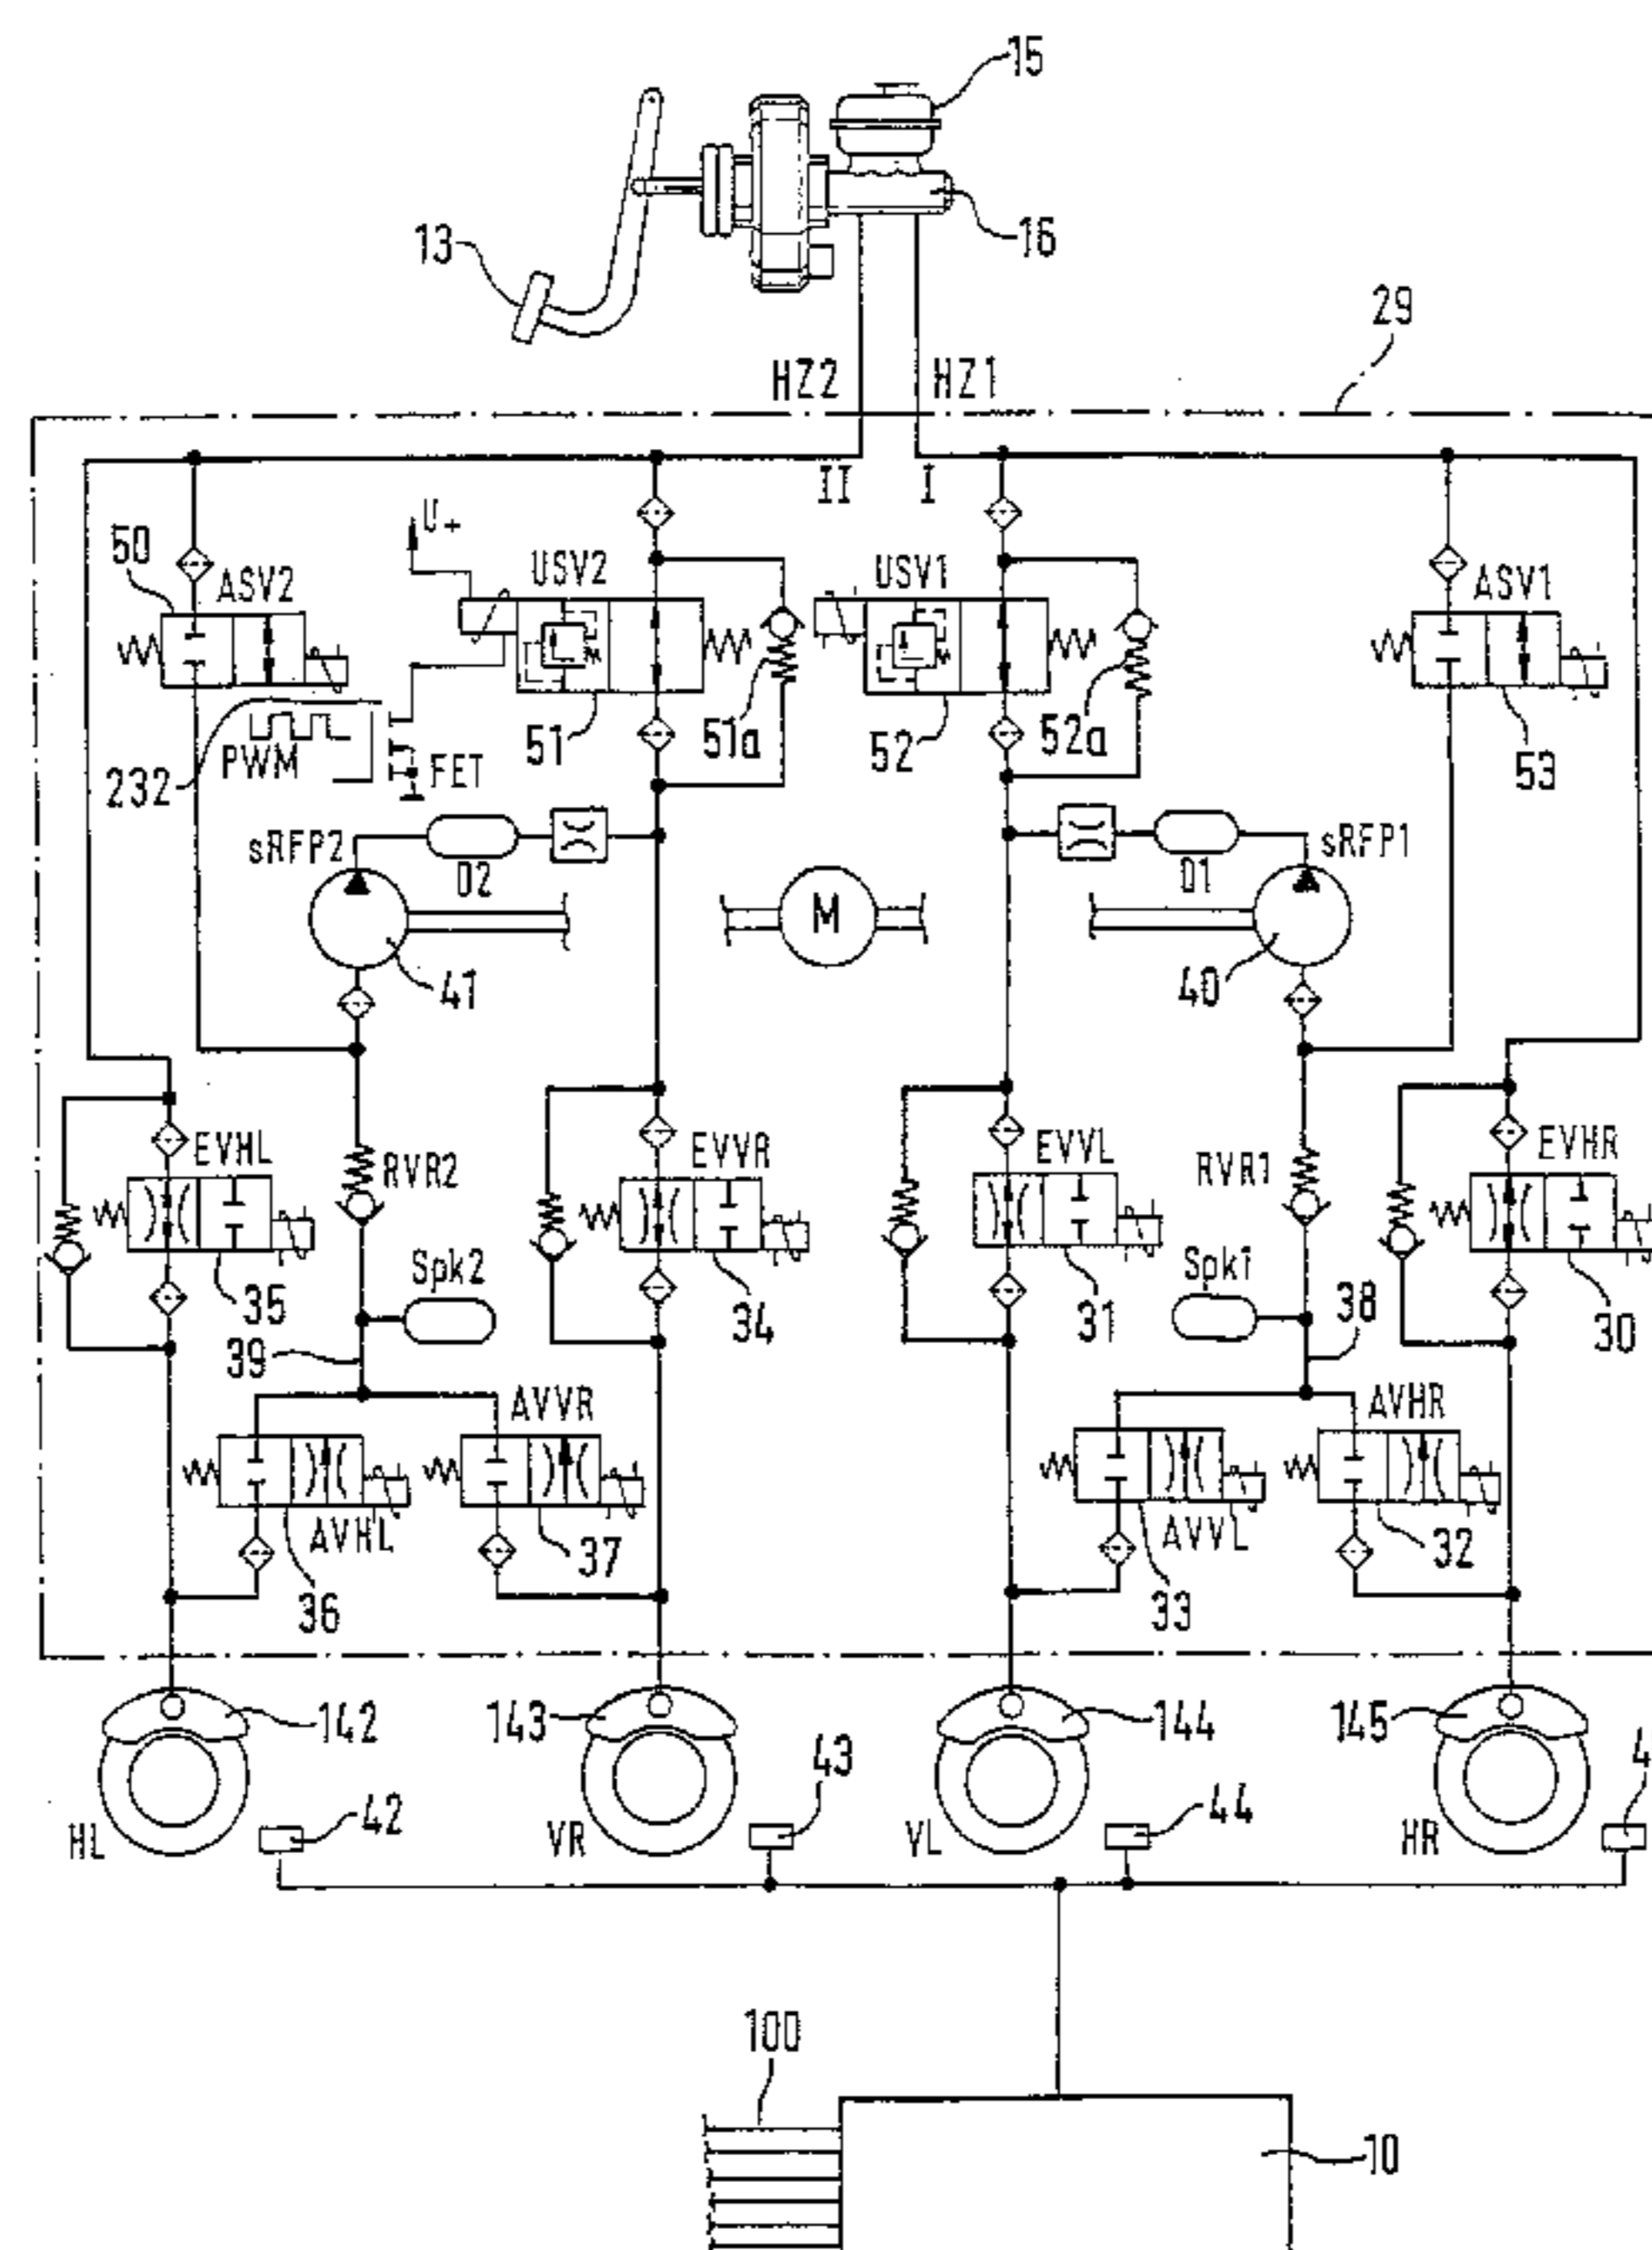 15
13
16
29
HZ2
HZ1
II
I
50
ASV2
U+
USV2
USV1
ASV1
51
51a
52
52a
53
232
PWM
FET
sRFP2
D2
D1
sRFP1
M
41
40
EVHL
RVR2
EVVR
EVVL
RVR1
EVHR
35
Spk2
34
31
Spk1
38
30
39
AVVR
AVHR
AVHL
37
AVVL
32
36
33
142
143
144
145
43
4
42
44
HL
VR
VL
HR
100
10